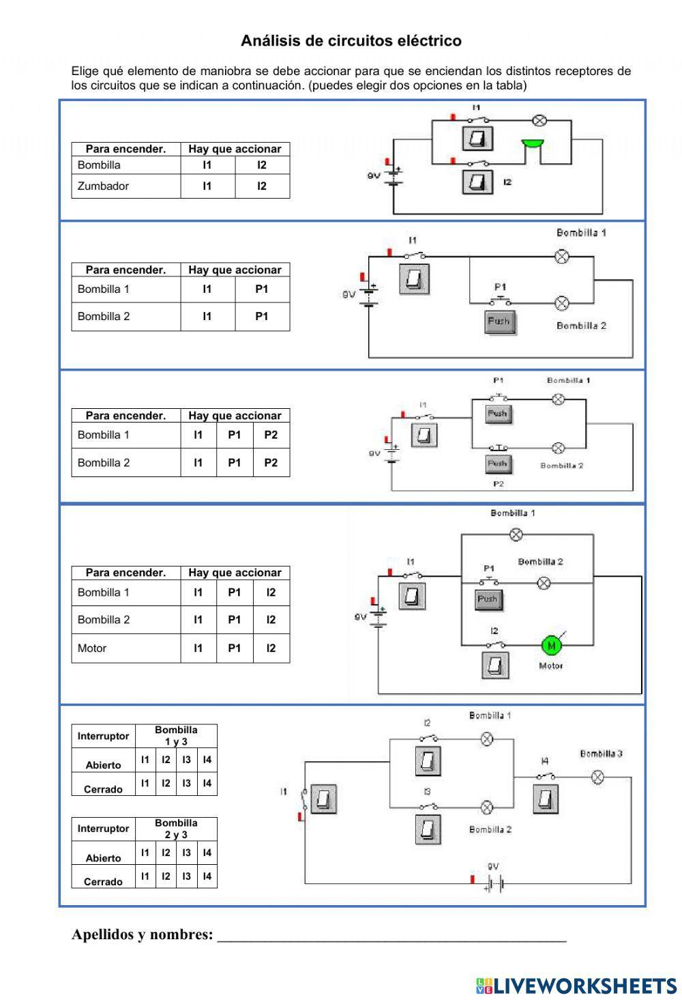 Análisis de circuitos eléctrico
Elige qué elemento de maniobra se debe accionar para que se enciendan los distintos receptores de
los circuitos que se indican a continuación. (puedes elegir dos opciones en la tabla)
Para encender. Hay que accionar
Bombilla I1 I2
Zumbador I1 I2
I1
9V
+
I2
Para encender. Hay que accionar
Bombilla 1 I1 P1
Bombilla 2 I1 P1
Bombilla 1
I1
P1
9V
+
Push
Bombilla 2
Para encender. Hay que accionar
Bombilla 1 I1 P1 P2
Bombilla 2 I1 P1 P2
P1 Bombilla 1
I1
Push
9V
+
Push
Bombilla 2
P2
Para encender. Hay que accionar
Bombilla 1 I1 P1 I2
Bombilla 2 I1 P1 I2
Motor I1 P1 I2
Bombilla 1
I1
P1
Bombilla 2
Push
9V
+
I2
M
Motor
Interruptor Bombilla
1 y 3
Abierto I1 I2 I3 I4
Cerrado I1 I2 I3 I4
Interruptor Bombilla
2 y 3
Abierto I1 I2 I3 I4
Cerrado I1 I2 I3 I4
I2
Bombilla 1
I4
Bombilla 3
I1
I3
Bombilla 2
9V
+
Apellidos y nombres: ______________________________________________
LIVE LIVEWORKSHEETS